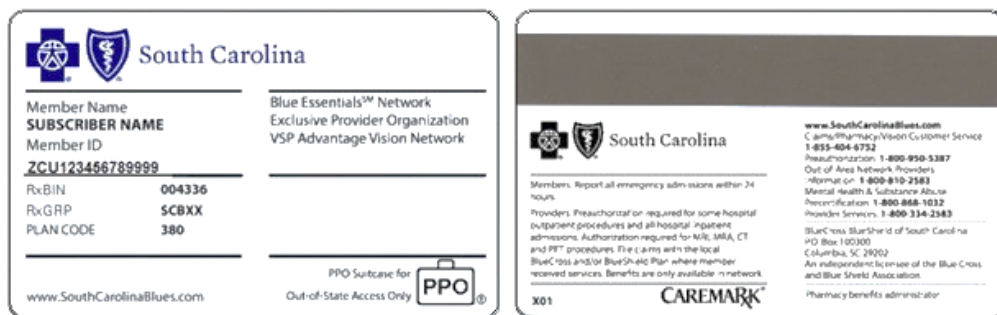 South Carolina
Member Name
SUBSCRIBER NAME
Member ID
ZCU123456789999
RxBIN 004336
RxGRP SCBXX
PLAN CODE 380
www.SouthCarolinaBlues.com
Blue Essentials℠ Network
Exclusive Provider Organization
VSP Advantage Vision Network
PPO Suitcase for
Out-of-State Access Only
PPO
®
South Carolina
Members: Report all emergency admissions within 24
hours.
Providers: Preauthorization required for some hospital
outpatient procedures and all hospital inpatient
admissions. Authorization required for MRI, MRA, CT
and PET procedures. File claims with the local
BlueCross and/or BlueShield Plan where member
received services. Benefits are only available in network.
X01
CAREMARK®
www.SouthCarolinaBlues.com
Claims/Pharmacy/Vision Customer Service
1-855-404-6752
Preauthorization 1-800-950-5387
Out of Area Network Providers
Information 1-800-810-2583
Mental Health & Substance Abuse
Precertification 1-800-868-1032
Provider Services 1-800-334-2583
BlueCross BlueShield of South Carolina
PO Box 100300
Columbia, SC 29202
An independent licensee of the Blue Cross
and Blue Shield Association
Pharmacy benefits administrator